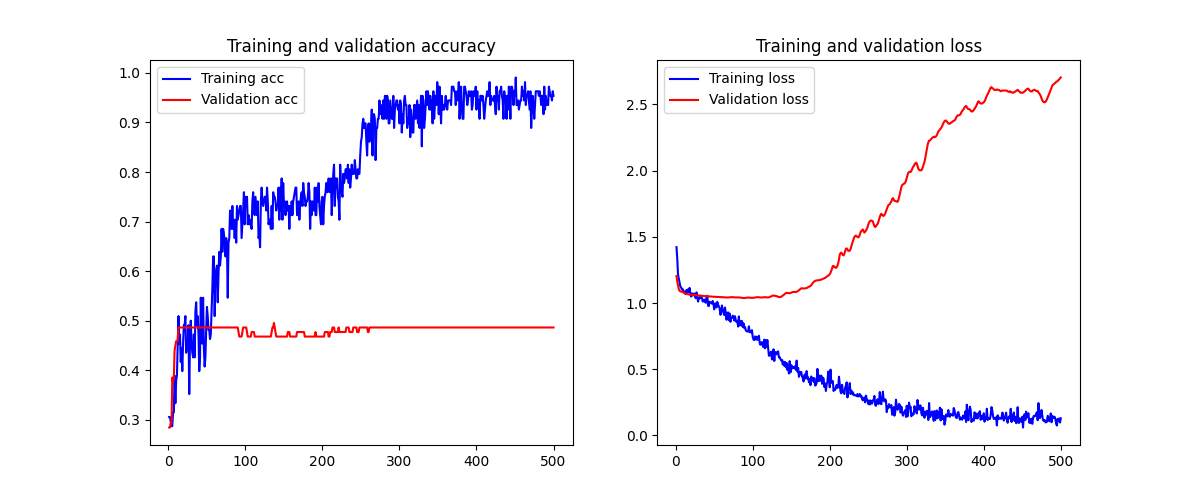 Training and validation accuracy
Training acc
Validation acc
1.0
0.9
0.8
0.7
0.6
0.5
0.4
0.3
0 100 200 300 400 500
Training and validation loss
Training loss
Validation loss
2.5
2.0
1.5
1.0
0.5
0.0
0 100 200 300 400 500